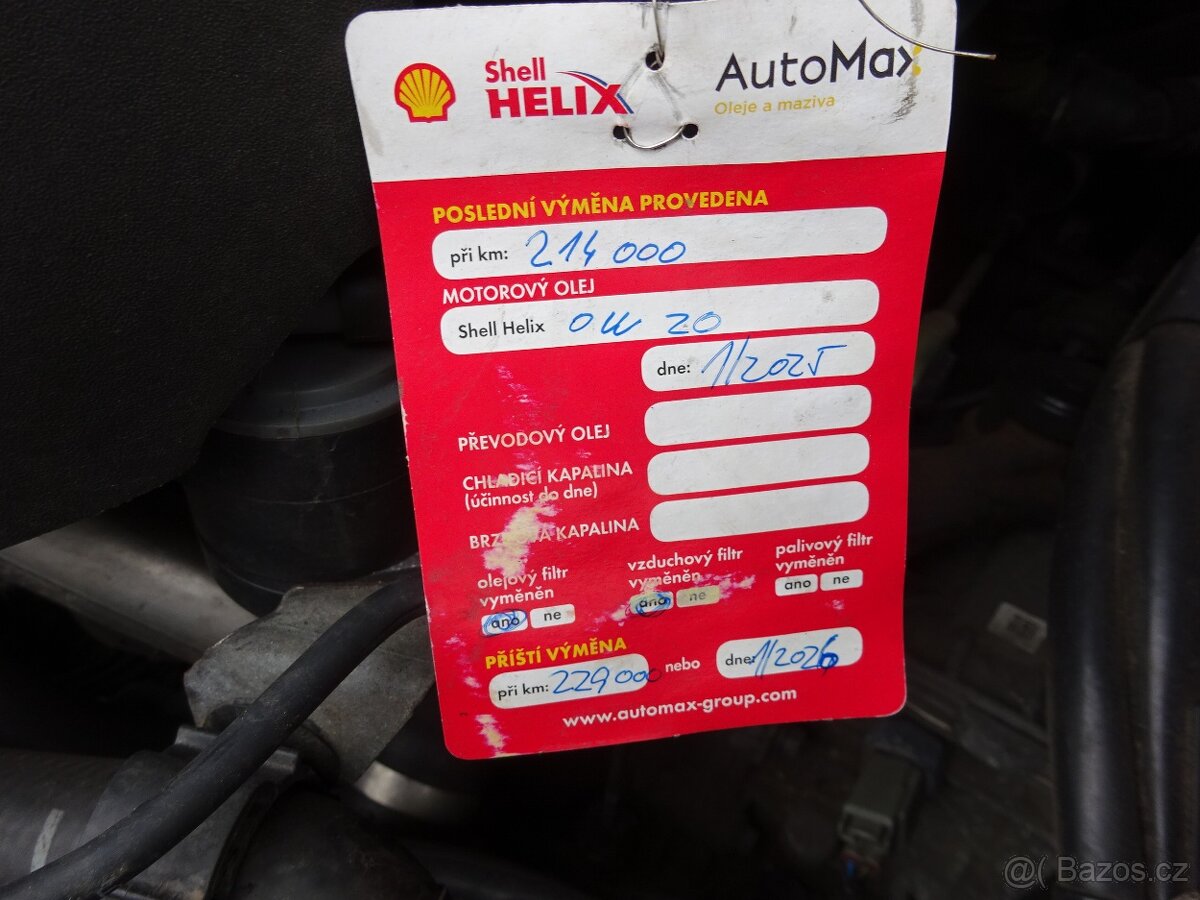 Shell
HELIX
AutoMax
Oleje a maziva
POSLEDNÍ VÝMĚNA PROVEDENA
při km: 214 000
MOTOROVÝ OLEJ
Shell Helix 0W 20
dne: 1/2025
PŘEVODOVÝ OLEJ
CHLADICÍ KAPALINA
(účinnost do dne)
BRZDOVÁ KAPALINA
olejový filtr
vyměněn
ano ne
vzduchový filtr
vyměněn
ano ne
palivový filtr
vyměněn
ano ne
PŘÍŠTÍ VÝMĚNA
při km: 229000 nebo dne: 1/2026
www.automax-group.com
@( Bazos.cz